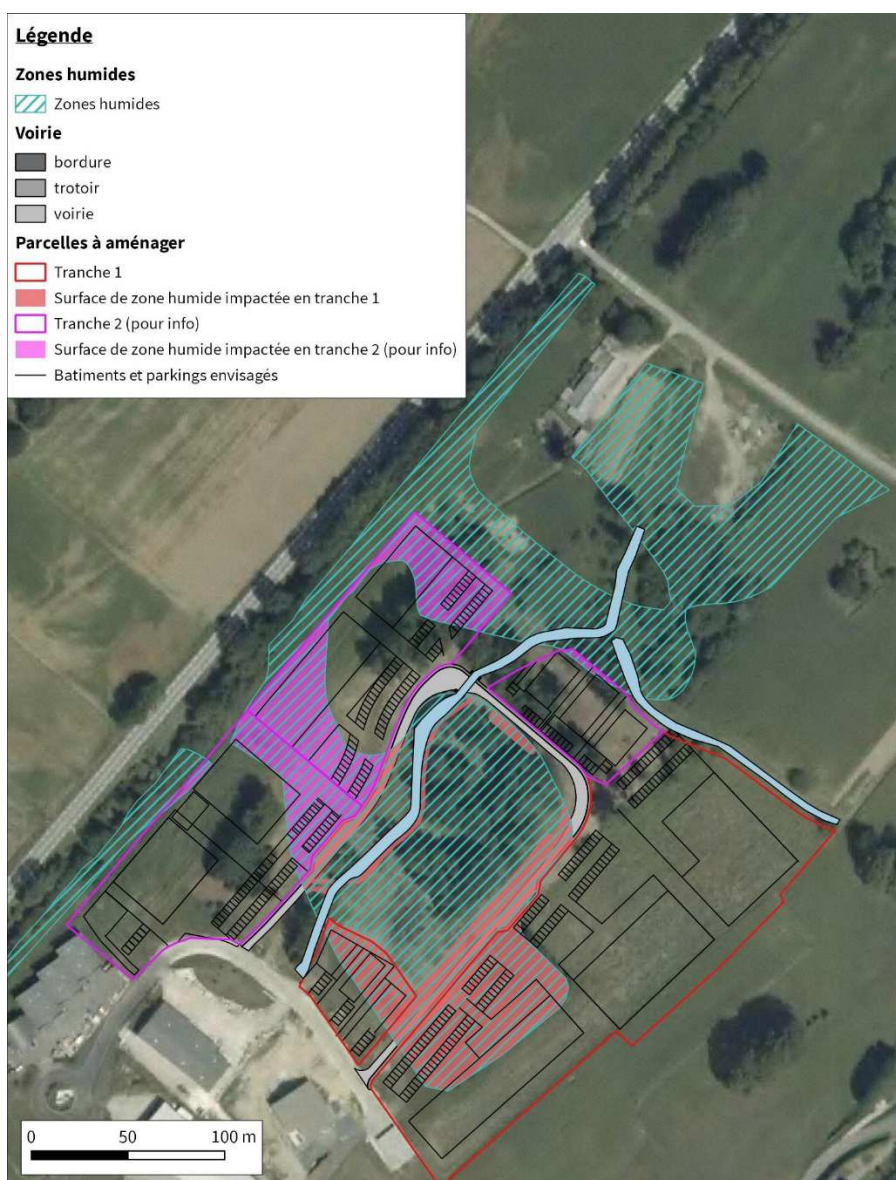 Légende
Zones humides
Zones humides
Voirie
bordure
trotoir
voirie
Parcelles à aménager
Tranche 1
Surface de zone humide impactée en tranche 1
Tranche 2 (pour info)
Surface de zone humide impactée en tranche 2 (pour info)
Batiments et parkings envisagés
0 50 100 m